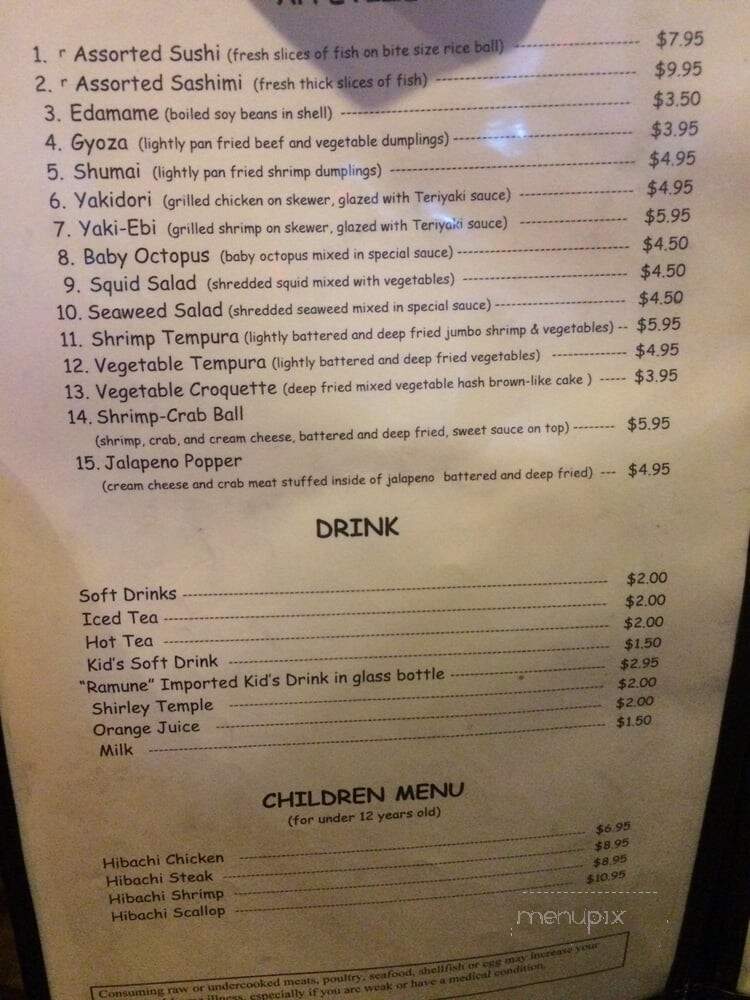 1. r Assorted Sushi (fresh slices of fish on bite size rice ball) ---------------------- $7.95
2. r Assorted Sashimi (fresh thick slices of fish) ----------------------------------- $9.95
3. Edamame (boiled soy beans in shell) -------------------------------------------------- $3.50
4. Gyoza (lightly pan fried beef and vegetable dumplings) ------------------------------- $3.95
5. Shumai (lightly pan fried shrimp dumplings) ------------------------------------------ $4.95
6. Yakidori (grilled chicken on skewer, glazed with Teriyaki sauce) -------------------- $4.95
7. Yaki-Ebi (grilled shrimp on skewer, glazed with Teriyaki sauce) -------------------- $5.95
8. Baby Octopus (baby octopus mixed in special sauce) ------------------------------- $4.50
9. Squid Salad (shredded squid mixed with vegetables) ------------------------------ $4.50
10. Seaweed Salad (shredded seaweed mixed in special sauce) ------------------------ $4.50
11. Shrimp Tempura (lightly battered and deep fried jumbo shrimp & vegetables) -- $5.95
12. Vegetable Tempura (lightly battered and deep fried vegetables) -------------- $4.95
13. Vegetable Croquette (deep fried mixed vegetable hash brown-like cake ) ----- $3.95
14. Shrimp-Crab Ball
(shrimp, crab, and cream cheese, battered and deep fried, sweet sauce on top) -------- $5.95
15. Jalapeno Popper
(cream cheese and crab meat stuffed inside of jalapeno battered and deep fried) --- $4.95
DRINK
Soft Drinks ---------------------------------------- $2.00
Iced Tea ---------------------------------------- $2.00
Hot Tea ---------------------------------------- $2.00
Kid's Soft Drink ---------------------------------------- $1.50
"Ramune" Imported Kid's Drink in glass bottle -------------------- $2.95
Shirley Temple ---------------------------------------- $2.00
Orange Juice ---------------------------------------- $2.00
Milk ---------------------------------------- $1.50
CHILDREN MENU
(for under 12 years old)
Hibachi Chicken ---------------------------------------- $6.95
Hibachi Steak ---------------------------------------- $8.95
Hibachi Shrimp ---------------------------------------- $8.95
Hibachi Scallop ---------------------------------------- $10.95
menupix
Consuming raw or undercooked meats, poultry, seafood, shellfish or egg may increase your
illness, especially if you are weak or have a medical condition.